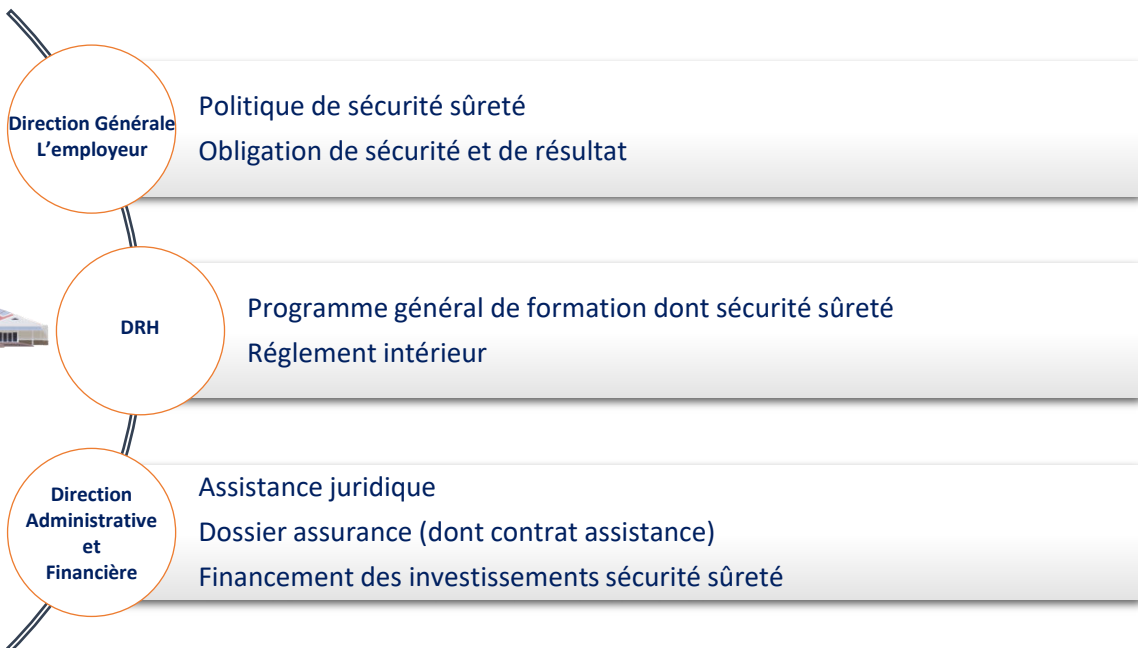 Direction Générale
L'employeur
Politique de sécurité sûreté
Obligation de sécurité et de résultat
DRH
Programme général de formation dont sécurité sûreté
Réglement intérieur
Direction
Administrative
et
Financière
Assistance juridique
Dossier assurance (dont contrat assistance)
Financement des investissements sécurité sûreté